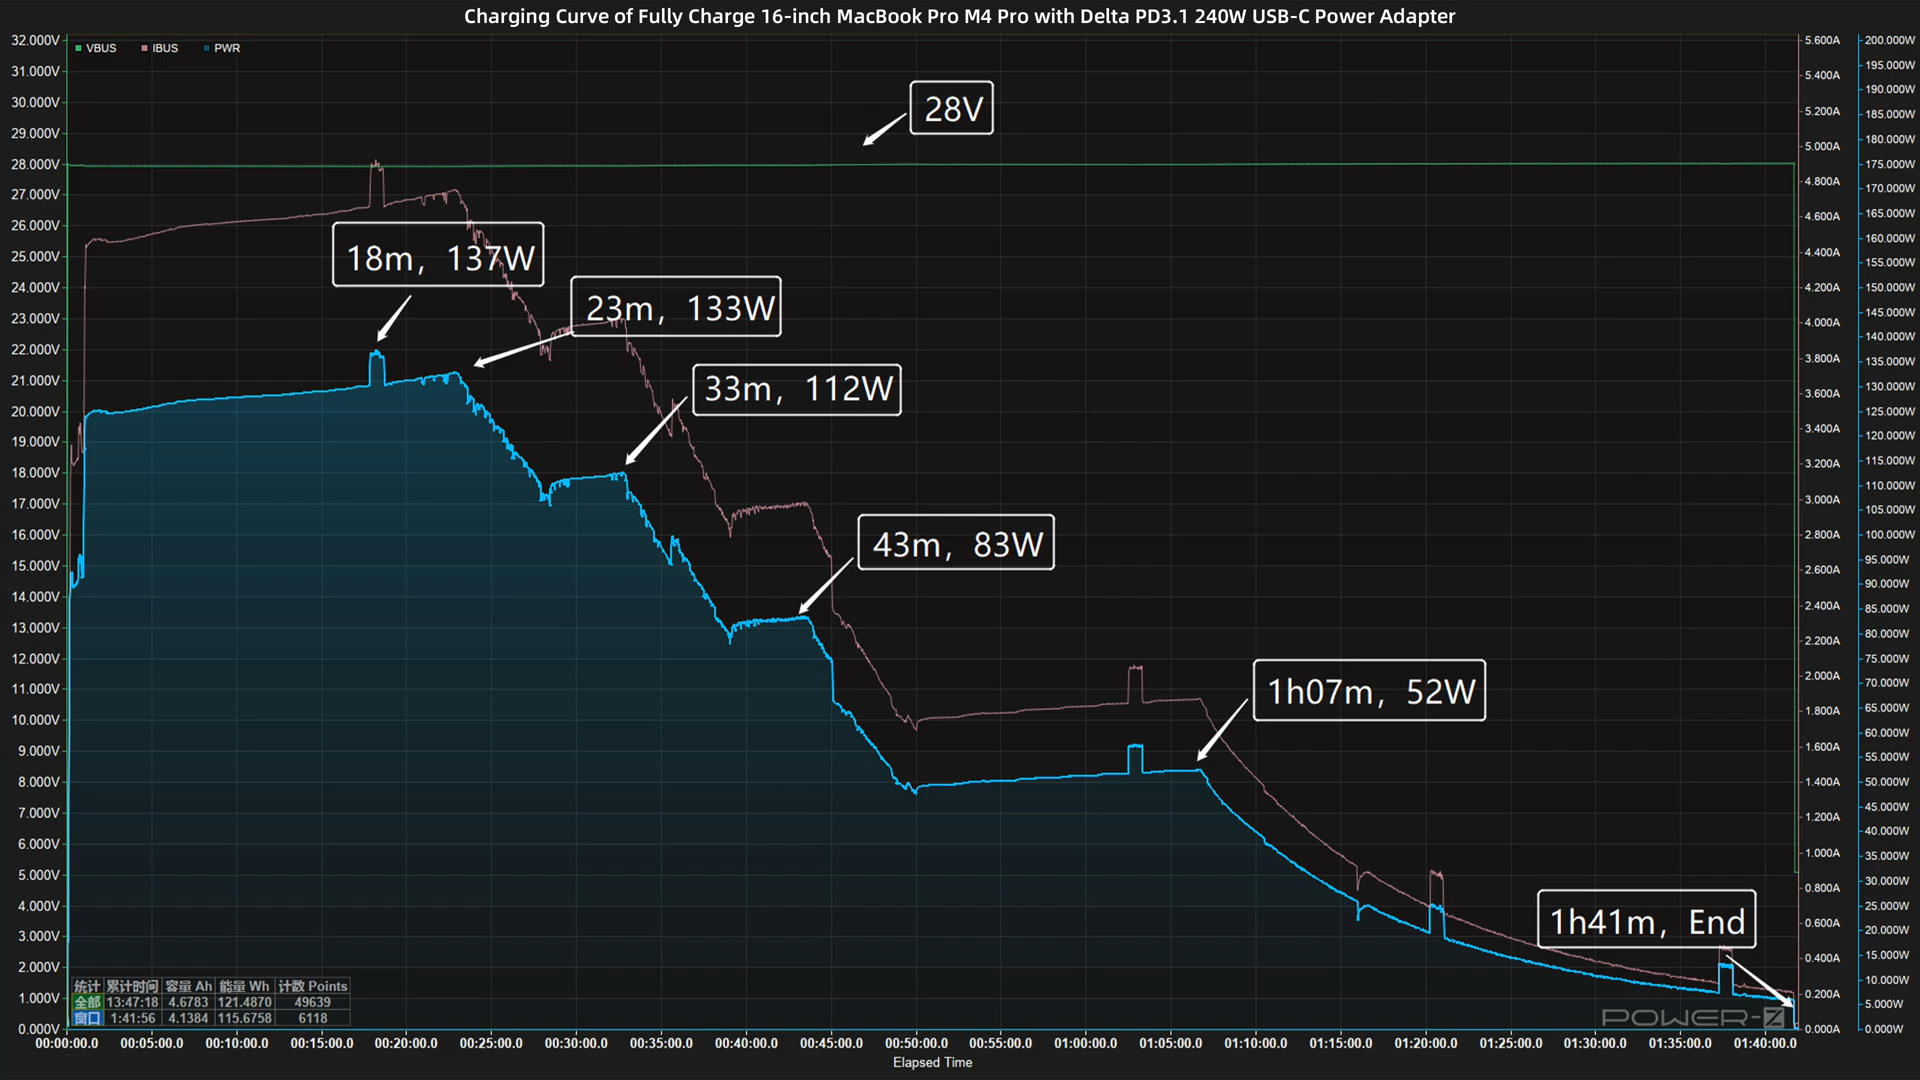 Charging Curve of Fully Charge 16-inch MacBook Pro M4 Pro with Delta PD3.1 240W USB-C Power Adapter
VBUS IBUS PWR
32.000V
31.000V
30.000V
29.000V
28.000V
27.000V
26.000V
25.000V
24.000V
23.000V
22.000V
21.000V
20.000V
19.000V
18.000V
17.000V
16.000V
15.000V
14.000V
13.000V
12.000V
11.000V
10.000V
9.000V
8.000V
7.000V
6.000V
5.000V
4.000V
3.000V
2.000V
1.000V
0.000V
28V
18m, 137W
23m, 133W
33m, 112W
43m, 83W
1h07m, 52W
1h41m, End
5.600A
5.400A
5.200A
5.000A
4.800A
4.600A
4.400A
4.200A
4.000A
3.800A
3.600A
3.400A
3.200A
3.000A
2.800A
2.600A
2.400A
2.200A
2.000A
1.800A
1.600A
1.400A
1.200A
1.000A
0.800A
0.600A
0.400A
0.200A
0.000A
200.000W
195.000W
190.000W
185.000W
180.000W
175.000W
170.000W
165.000W
160.000W
155.000W
150.000W
145.000W
140.000W
135.000W
130.000W
125.000W
120.000W
115.000W
110.000W
105.000W
100.000W
95.000W
90.000W
85.000W
80.000W
75.000W
70.000W
65.000W
60.000W
55.000W
50.000W
45.000W
40.000W
35.000W
30.000W
25.000W
20.000W
15.000W
10.000W
5.000W
0.000W
统计 累计时间 容量 Ah 能量 Wh 计数 Points
全部 13:47:18 4.6783 121.4870 49639
窗口 1:41:56 4.1384 115.6758 6118
POWER-Z
00:00:00.0 00:05:00.0 00:10:00.0 00:15:00.0 00:20:00.0 00:25:00.0 00:30:00.0 00:35:00.0 00:40:00.0 00:45:00.0 00:50:00.0 00:55:00.0 01:00:00.0 01:05:00.0 01:10:00.0 01:15:00.0 01:20:00.0 01:25:00.0 01:30:00.0 01:35:00.0 01:40:00.0
Elapsed Time